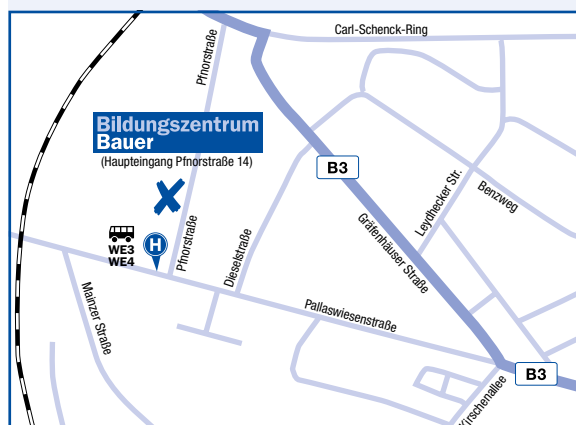 Carl-Schenck-Ring
Pfnorstraße
Bildungszentrum
Bauer
(Haupteingang Pfnorstraße 14)
B3
Leydhecker Str.
Benzweg
Gräfenhäuser Straße
WE3
WE4
H
Pfnorstraße
Dieselstraße
Mainzer Straße
Pallaswiesenstraße
B3
Kirschenallee